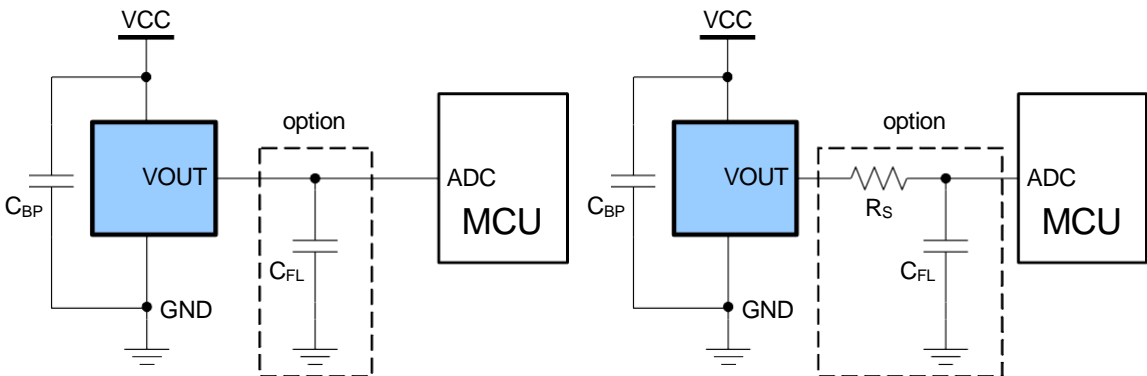 VCC
option
VOUT
ADC
MCU
CBP
CFL
GND
VCC
option
VOUT
RS
ADC
MCU
CBP
CFL
GND